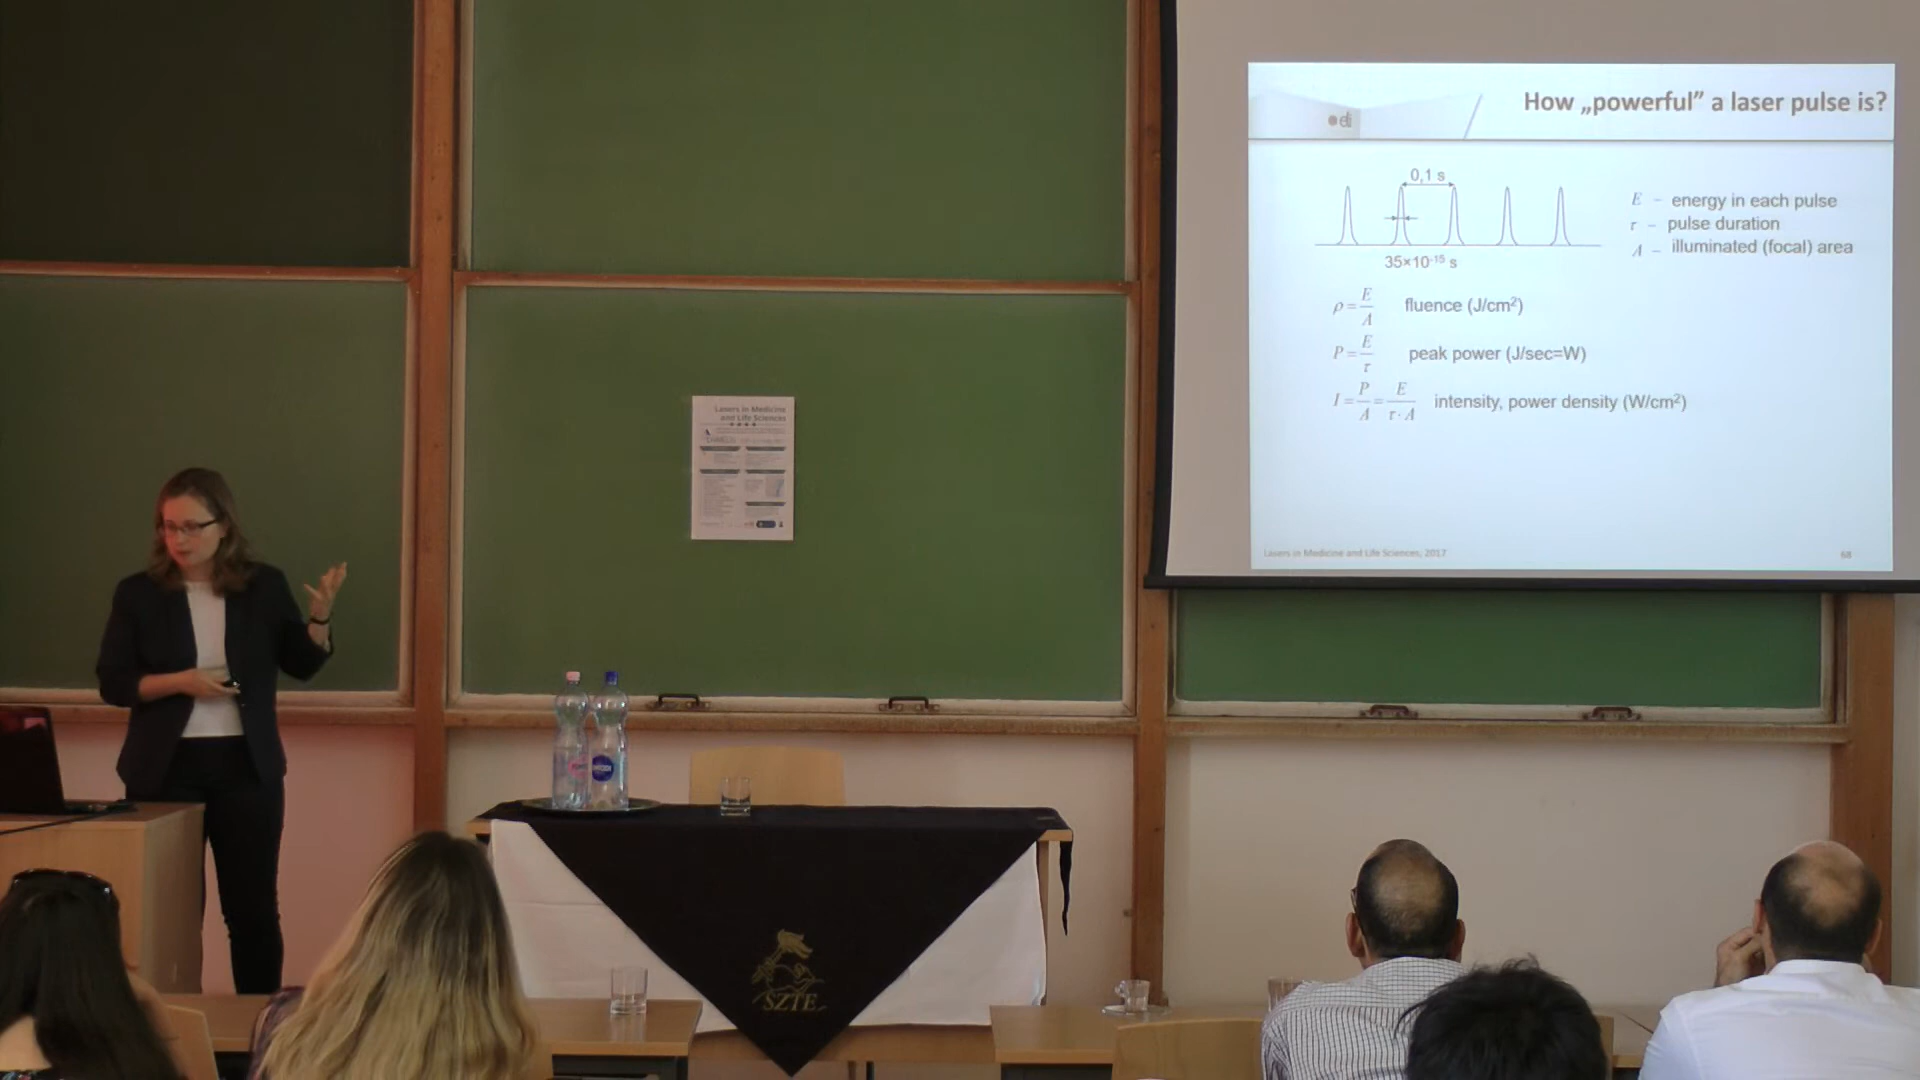 How „powerful” a laser pulse is?
eli
0,1 s
35×10⁻¹⁵ s
E – energy in each pulse
τ – pulse duration
A – illuminated (focal) area
ρ = E / A fluence (J/cm²)
P = E / τ peak power (J/sec=W)
I = P / A = E / τ · A intensity, power density (W/cm²)
Lasers in Medicine and Life Sciences, 2017
68
Lasers in Medicine
and Life Sciences
SZTE